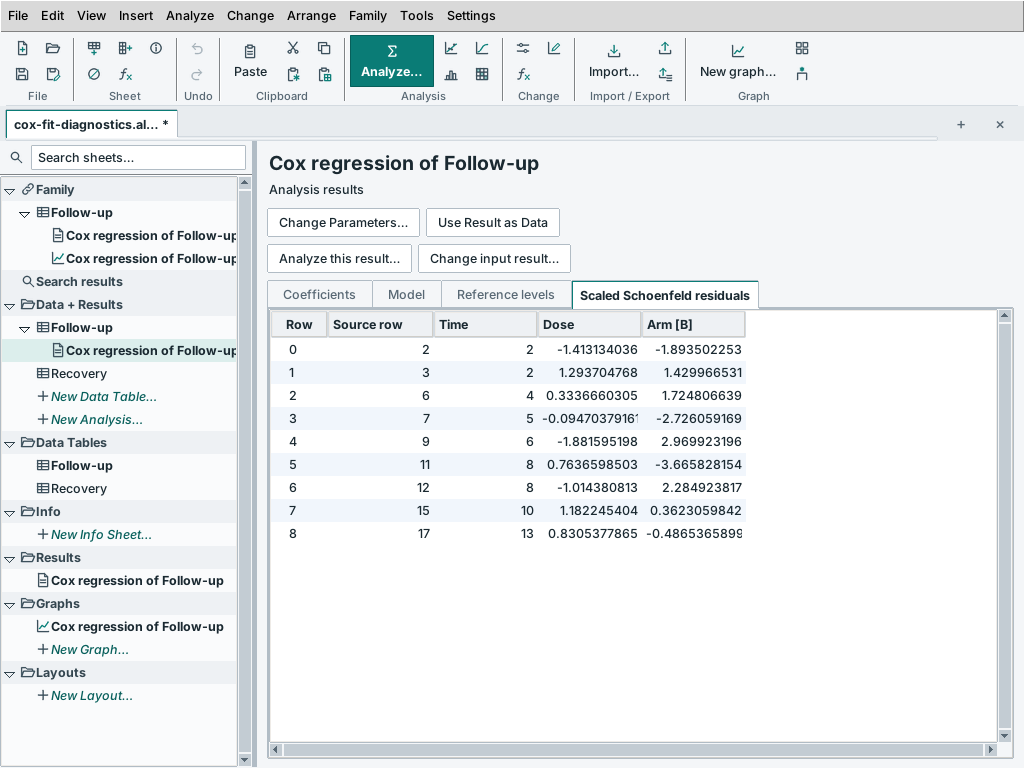 File Edit View Insert Analyze Change Arrange Family Tools Settings
Paste Analyze... Import... New graph...
File Sheet Undo Clipboard Analysis Change Import / Export Graph
cox-fit-diagnostics.al... *
Search sheets...
Family
Follow-up
Cox regression of Follow-up
Cox regression of Follow-up
Search results
Data + Results
Follow-up
Cox regression of Follow-up
Recovery
New Data Table...
New Analysis...
Data Tables
Follow-up
Recovery
Info
New Info Sheet...
Results
Cox regression of Follow-up
Graphs
Cox regression of Follow-up
New Graph...
Layouts
New Layout...
Cox regression of Follow-up
Analysis results
Change Parameters... Use Result as Data
Analyze this result... Change input result...
Coefficients Model Reference levels Scaled Schoenfeld residuals
Row Source row Time Dose Arm [B]
0 2 2 -1.413134036 -1.893502253
1 3 2 1.293704768 1.429966531
2 6 4 0.3336660305 1.724806639
3 7 5 -0.0947037916 -2.726059169
4 9 6 -1.881595198 2.969923196
5 11 8 0.7636598503 -3.665828154
6 12 8 -1.014380813 2.284923817
7 15 10 1.182245404 0.3623059842
8 17 13 0.8305377865 -0.4865365899